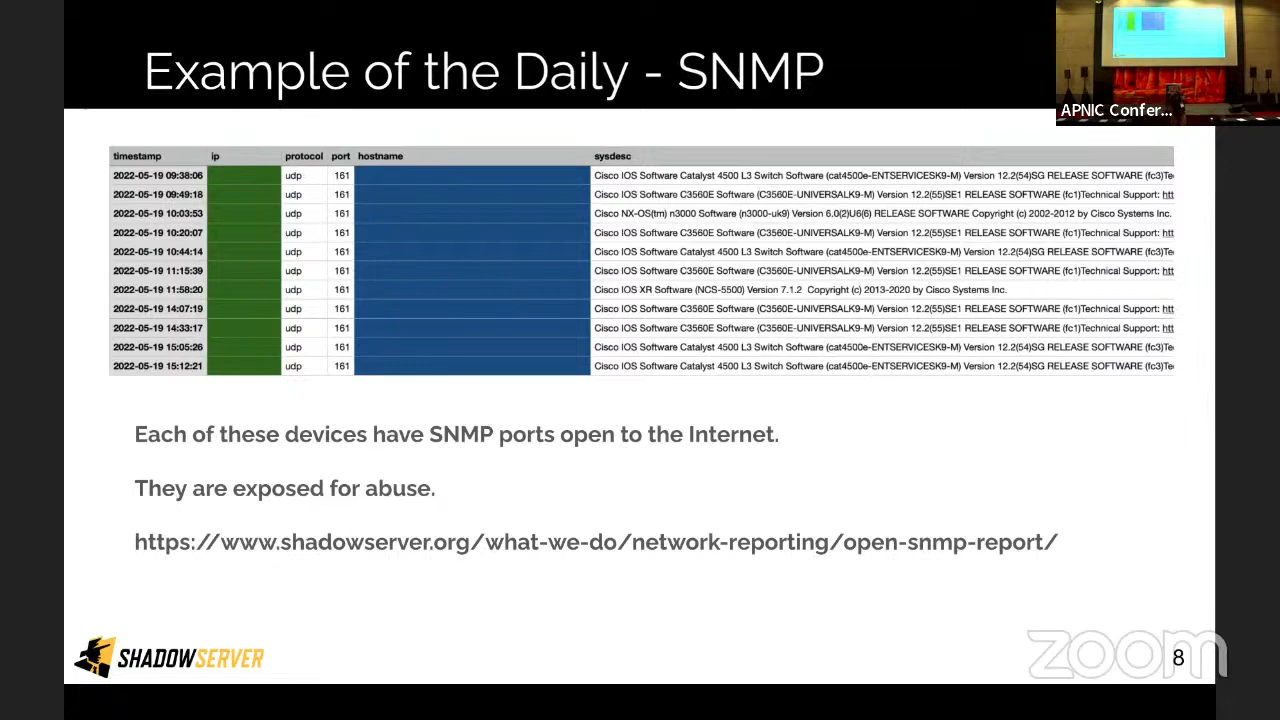 Example of the Daily - SNMP
APNIC Confer...
timestamp ip protocol port hostname sysdesc
2022-05-19 09:38:06 udp 161 Cisco IOS Software Catalyst 4500 L3 Switch Software (cat4500e-ENTSERVICESK9-M) Version 12.2(54)SG RELEASE SOFTWARE (fc3)Te
2022-05-19 09:49:18 udp 161 Cisco IOS Software C3560E Software (C3560E-UNIVERSALK9-M) Version 12.2(55)SE1 RELEASE SOFTWARE (fc1)Technical Support: htt
2022-05-19 10:03:53 udp 161 Cisco NX-OS(tm) n3000 Software (n3000-uk9) Version 6.0(2)U6(6) RELEASE SOFTWARE Copyright (c) 2002-2012 by Cisco Systems Inc.
2022-05-19 10:20:07 udp 161 Cisco IOS Software C3560E Software (C3560E-UNIVERSALK9-M) Version 12.2(55)SE1 RELEASE SOFTWARE (fc1)Technical Support: htt
2022-05-19 10:44:14 udp 161 Cisco IOS Software Catalyst 4500 L3 Switch Software (cat4500e-ENTSERVICESK9-M) Version 12.2(54)SG RELEASE SOFTWARE (fc3)Te
2022-05-19 11:15:39 udp 161 Cisco IOS Software C3560E Software (C3560E-UNIVERSALK9-M) Version 12.2(55)SE1 RELEASE SOFTWARE (fc1)Technical Support: htt
2022-05-19 11:58:20 udp 161 Cisco IOS XR Software (NCS-5500) Version 7.1.2 Copyright (c) 2013-2020 by Cisco Systems Inc.
2022-05-19 14:07:19 udp 161 Cisco IOS Software C3560E Software (C3560E-UNIVERSALK9-M) Version 12.2(55)SE1 RELEASE SOFTWARE (fc1)Technical Support: htt
2022-05-19 14:33:17 udp 161 Cisco IOS Software C3560E Software (C3560E-UNIVERSALK9-M) Version 12.2(55)SE1 RELEASE SOFTWARE (fc1)Technical Support: htt
2022-05-19 15:05:26 udp 161 Cisco IOS Software Catalyst 4500 L3 Switch Software (cat4500e-ENTSERVICESK9-M) Version 12.2(54)SG RELEASE SOFTWARE (fc3)Te
2022-05-19 15:12:21 udp 161 Cisco IOS Software Catalyst 4500 L3 Switch Software (cat4500e-ENTSERVICESK9-M) Version 12.2(54)SG RELEASE SOFTWARE (fc3)Te
Each of these devices have SNMP ports open to the Internet.
They are exposed for abuse.
https://www.shadowserver.org/what-we-do/network-reporting/open-snmp-report/
SHADOWSERVER
zoom
8